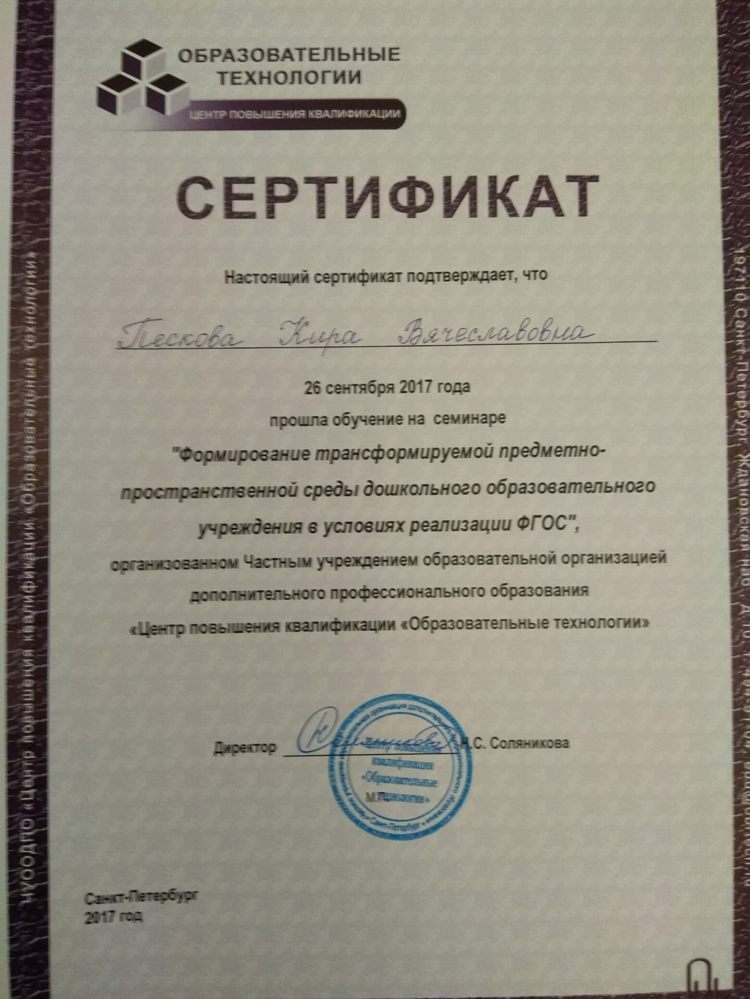 ОБРАЗОВАТЕЛЬНЫЕ
ТЕХНОЛОГИИ
ЦЕНТР ПОВЫШЕНИЯ КВАЛИФИКАЦИИ
СЕРТИФИКАТ
Настоящий сертификат подтверждает, что
Пескова Кира Вячеславовна
26 сентября 2017 года
прошла обучение на семинаре
"Формирование трансформируемой предметно-
пространственной среды дошкольного образовательного
учреждения в условиях реализации ФГОС",
организованном Частным учреждением образовательной организацией
дополнительного профессионального образования
«Центр повышения квалификации «Образовательные технологии»
Директор Н.С. Соляникова
Центр повышения
квалификации
«Образовательные
технологии»
Санкт-Петербург
2017 год
ЧУООДПО «Центр повышения квалификации «Образовательные технологии»
197110 Санкт-Петербург, Ждановская наб., д.10,